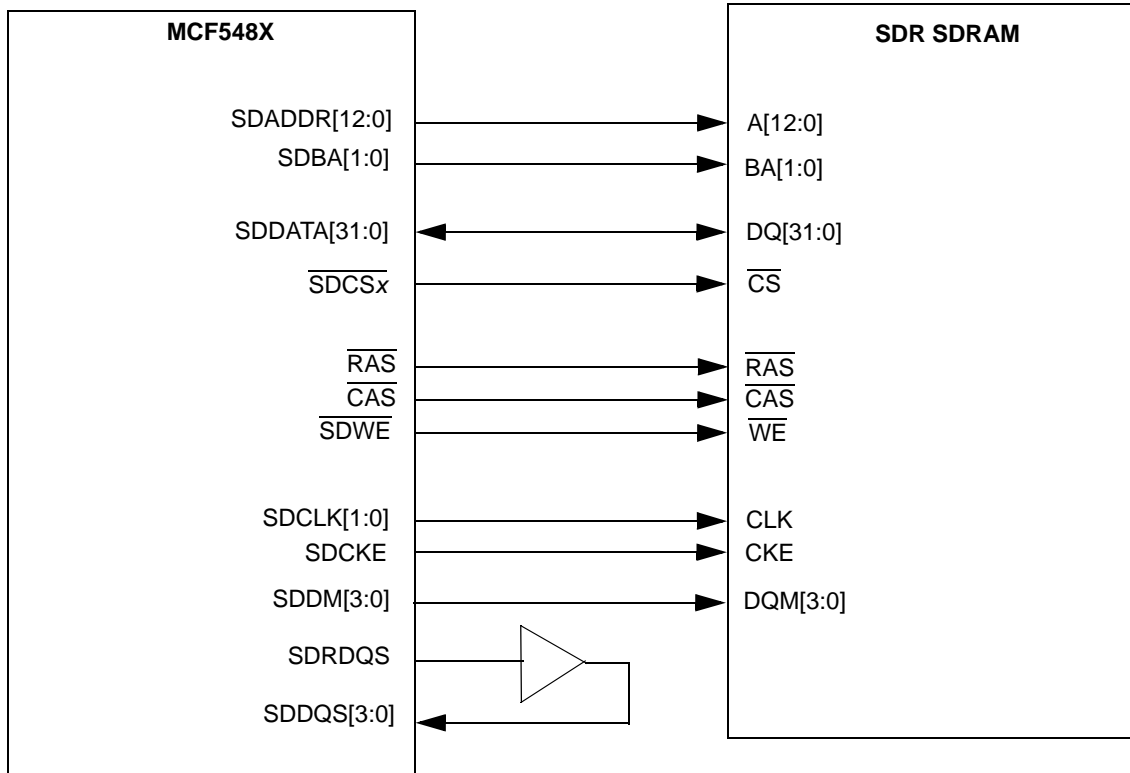 MCF548X
SDR SDRAM
SDADDR[12:0]
A[12:0]
SDBA[1:0]
BA[1:0]
SDDATA[31:0]
DQ[31:0]
SDCSx
CS
RAS
RAS
CAS
CAS
SDWE
WE
SDCLK[1:0]
CLK
SDCKE
CKE
SDDM[3:0]
DQM[3:0]
SDRDQS
SDDQS[3:0]